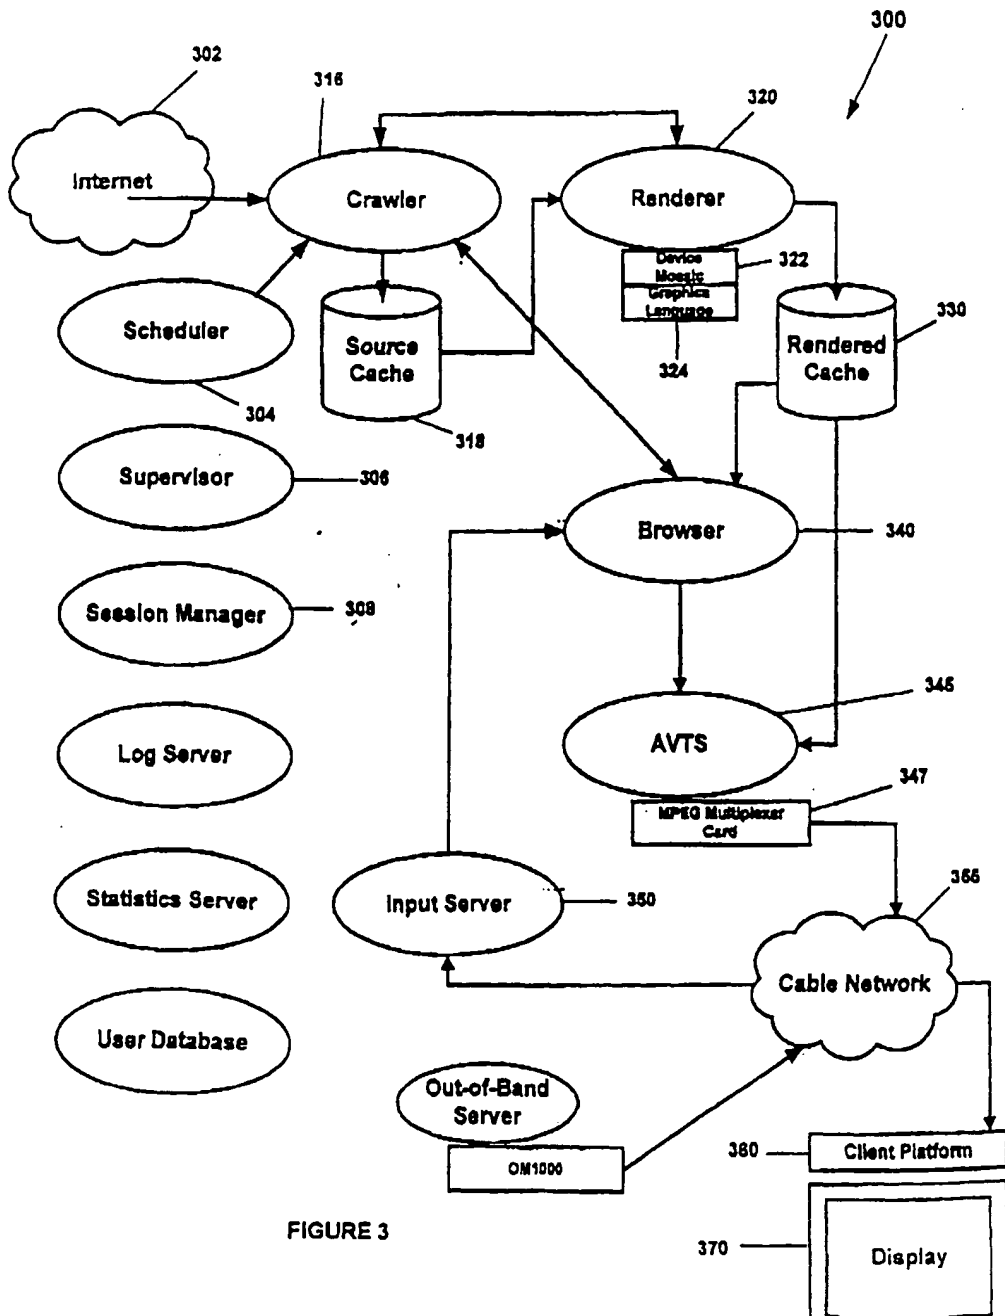 300
302
316
320
Internet
Crawler
Renderer
Device
Mosaic
322
Graphics
Language
324
Scheduler
304
Source
Cache
318
Rendered
Cache
330
Supervisor
306
Browser
340
Session Manager
308
345
AVTS
347
MPEG Multiplexer
Card
Log Server
355
Statistics Server
Input Server
350
Cable Network
User Database
Out-of-Band
Server
OM1000
360
Client Platform
FIGURE 3
370
Display